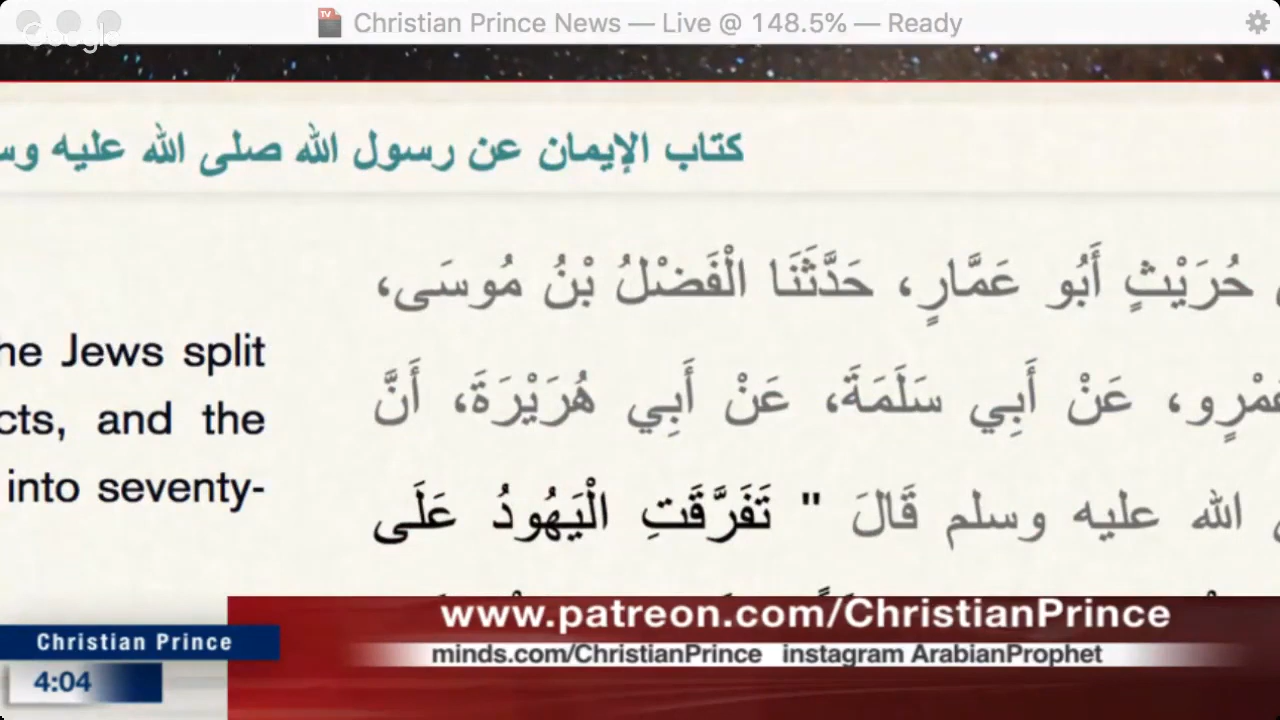 Christian Prince News — Live @ 148.5% — Ready
Google
كتاب الإيمان عن رسول الله صلى الله عليه
حُرَيْثٍ أَبُو عَمَّارٍ، حَدَّثَنَا الْفَضْلُ بْنُ مُوسَى،
the Jews split
عَمْرٍو، عَنْ أَبِي سَلَمَةَ، عَنْ أَبِي هُرَيْرَةَ، أَنَّ
cts, and the
into seventy-
الله عليه وسلم قَالَ " تَفَرَّقَتِ الْيَهُودُ عَلَى
www.patreon.com/ChristianPrince
Christian Prince
minds.com/ChristianPrince instagram ArabianProphet
4:04